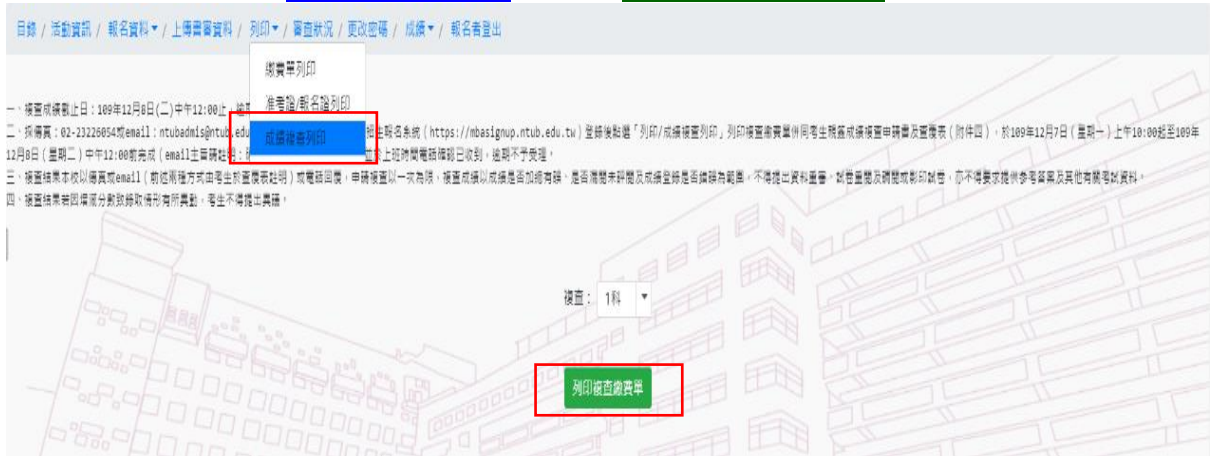 目錄 / 活動資訊 / 報名資料▼ / 上傳書審資料 / 列印▼ / 審查狀況 / 更改密碼 / 成績▼ / 報名者登出
繳費單列印
准考證/報名證列印
成績複查列印
一、複查成績截止日：109年12月8日(二)中午12:00止，逾
二、採傳真：02-23226054或email：ntubadmis@ntub.edu 招生報名系統(https://mbasignup.ntub.edu.tw)登錄後點選「列印/成績複查列印」列印複查繳費單併同考生親簽成績複查申請書及查覆表(附件四)，於109年12月7日(星期一)上午10:00起至109年
12月8日(星期二)中午12:00前完成(email主旨請註明： 並於上班時間電話確認已收到，逾期不予受理。
三、複查結果本校以傳真或email(前述兩種方式由考生於查覆表註明)或電話回覆，申請複查以一次為限，複查成績以成績是否加總有誤、是否漏閱未評閱及成績登錄是否錯誤為範圍，不得提出資料重審、試卷重閱及調閱或影印試卷，亦不得要求提供參考答案及其他有關考試資料。
四、複查結果若因增減分數致錄取情形有所異動，考生不得提出異議。
複查： 1科 ▼
列印複查繳費單